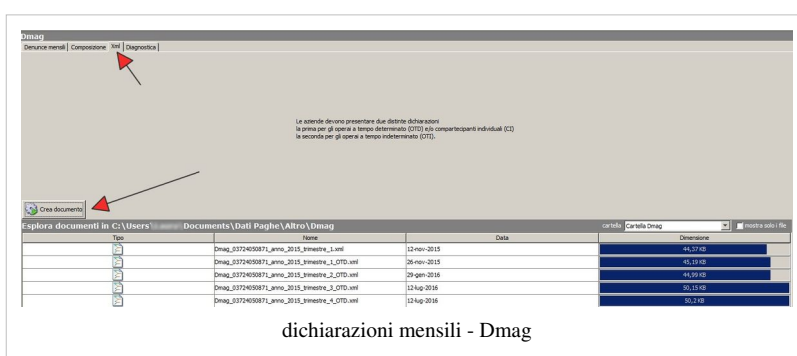 Dmag
Denunce mensili Composizione Xml Diagnostica
Le aziende devono presentare due distinte dichiarazioni
la prima per gli operai a tempo determinato (OTD) e/o compartecipanti individuali (CI)
la seconda per gli operai a tempo indeterminato (OTI).
Crea documento
Esplora documenti in C:\Users\ Documents\Dati Paghe\Altro\Dmag cartella Cartella Dmag mostra solo i file
Tipo Nome Data Dimensione
Dmag_03724050871_anno_2015_trimestre_1.xml 12-nov-2015 44,37 KB
Dmag_03724050871_anno_2015_trimestre_1_OTD.xml 26-nov-2015 45,19 KB
Dmag_03724050871_anno_2015_trimestre_2_OTD.xml 29-gen-2016 44,99 KB
Dmag_03724050871_anno_2015_trimestre_3_OTD.xml 12-lug-2016 50,15 KB
Dmag_03724050871_anno_2015_trimestre_4_OTD.xml 12-lug-2016 50,2 KB
dichiarazioni mensili - Dmag